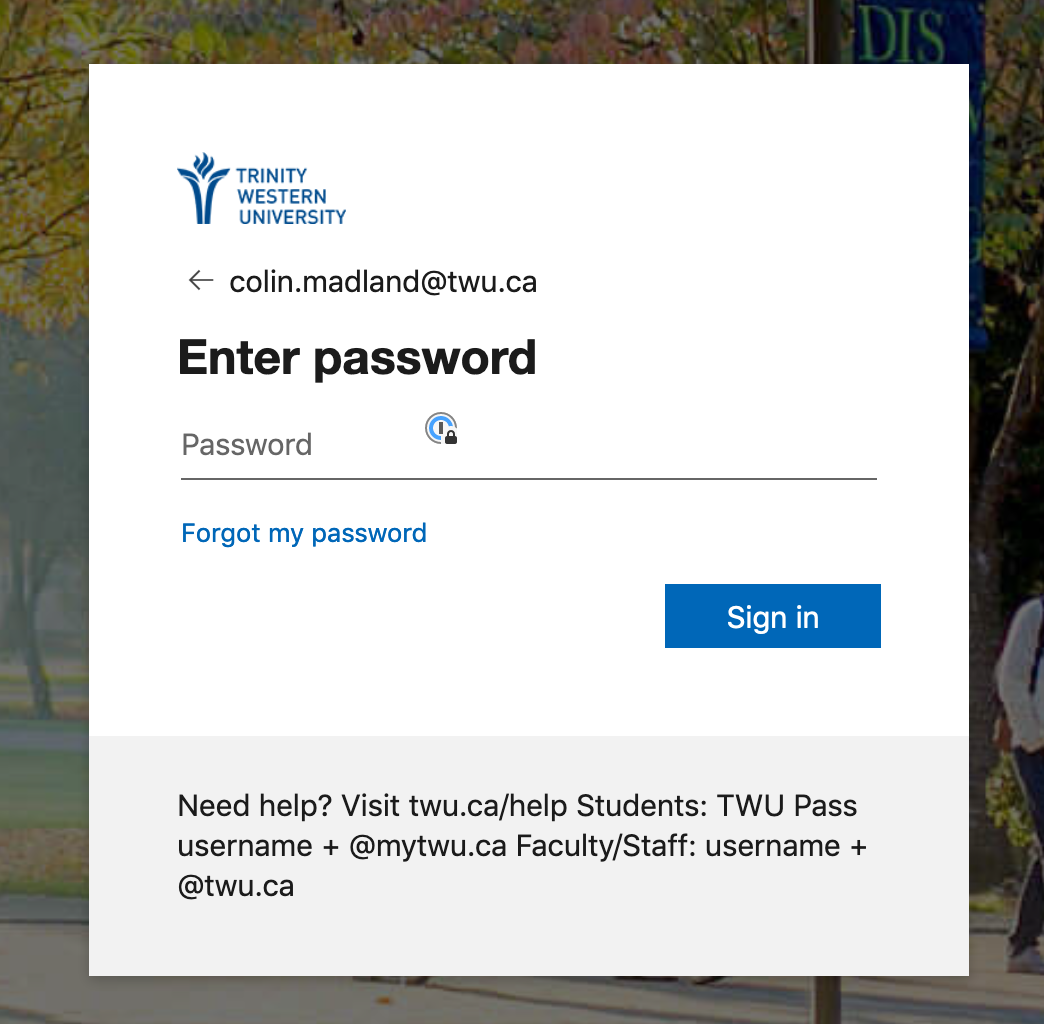 DIS
TRINITY
WESTERN
UNIVERSITY
colin.madland@twu.ca
Enter password
Password
Forgot my password
Sign in
Need help? Visit twu.ca/help Students: TWU Pass
username + @mytwu.ca Faculty/Staff: username +
@twu.ca